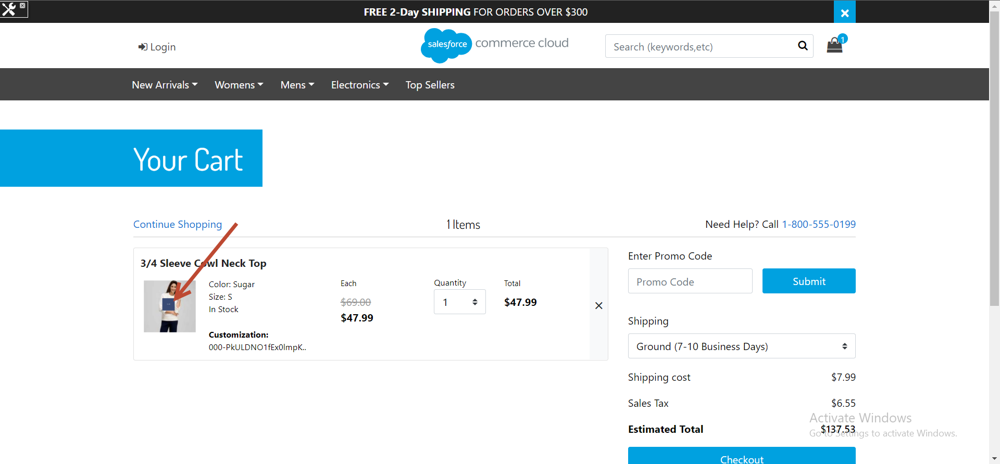 FREE 2-Day SHIPPING FOR ORDERS OVER $300
Login
salesforce commerce cloud
Search (keywords,etc)
1
New Arrivals Womens Mens Electronics Top Sellers
Your Cart
Continue Shopping
1 Items
Need Help? Call 1-800-555-0199
3/4 Sleeve Cowl Neck Top
Color: Sugar
Size: S
In Stock
Customization:
000-PkULDNO1fEx0lmpK..
Each
$69.00
$47.99
Quantity
1
Total
$47.99
Enter Promo Code
Promo Code
Submit
Shipping
Ground (7-10 Business Days)
Shipping cost $7.99
Sales Tax $6.55
Estimated Total $137.53
Activate Windows
Go to Settings to activate Windows.
Checkout